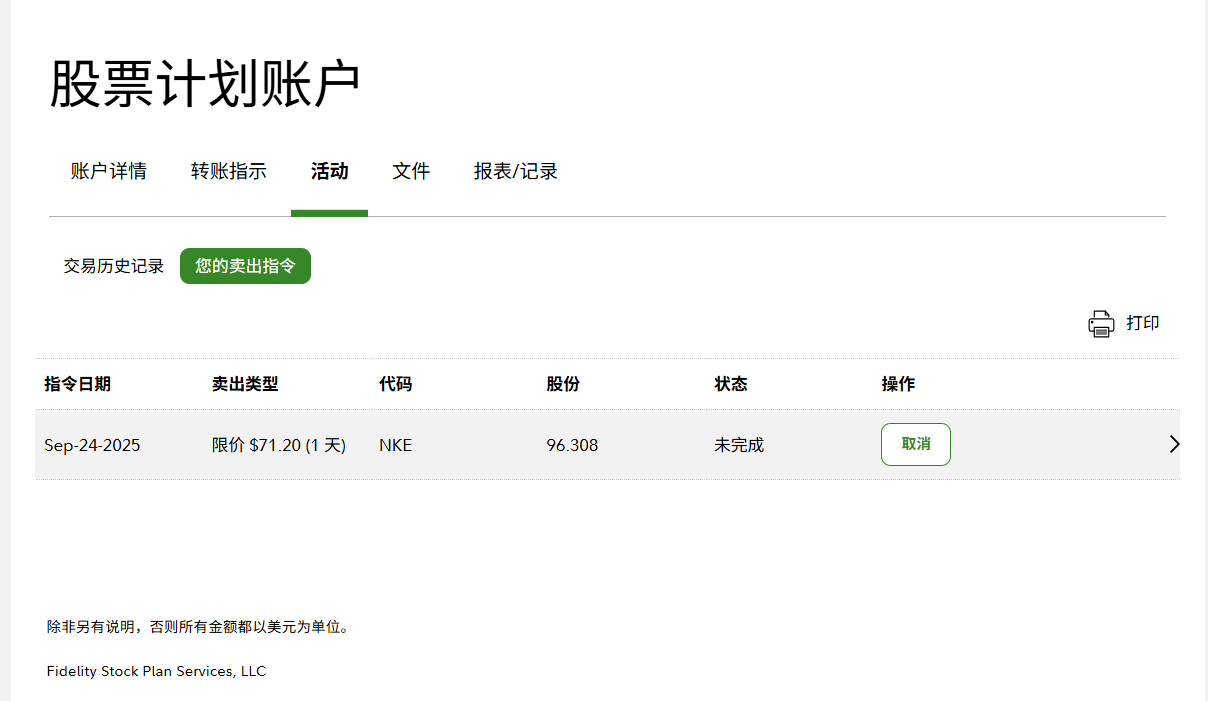 股票计划账户
账户详情 转账指示 活动 文件 报表/记录
交易历史记录 您的卖出指令
打印
指令日期 卖出类型 代码 股份 状态 操作
Sep-24-2025 限价 $71.20 (1 天) NKE 96.308 未完成 取消
除非另有说明，否则所有金额都以美元为单位。
Fidelity Stock Plan Services, LLC